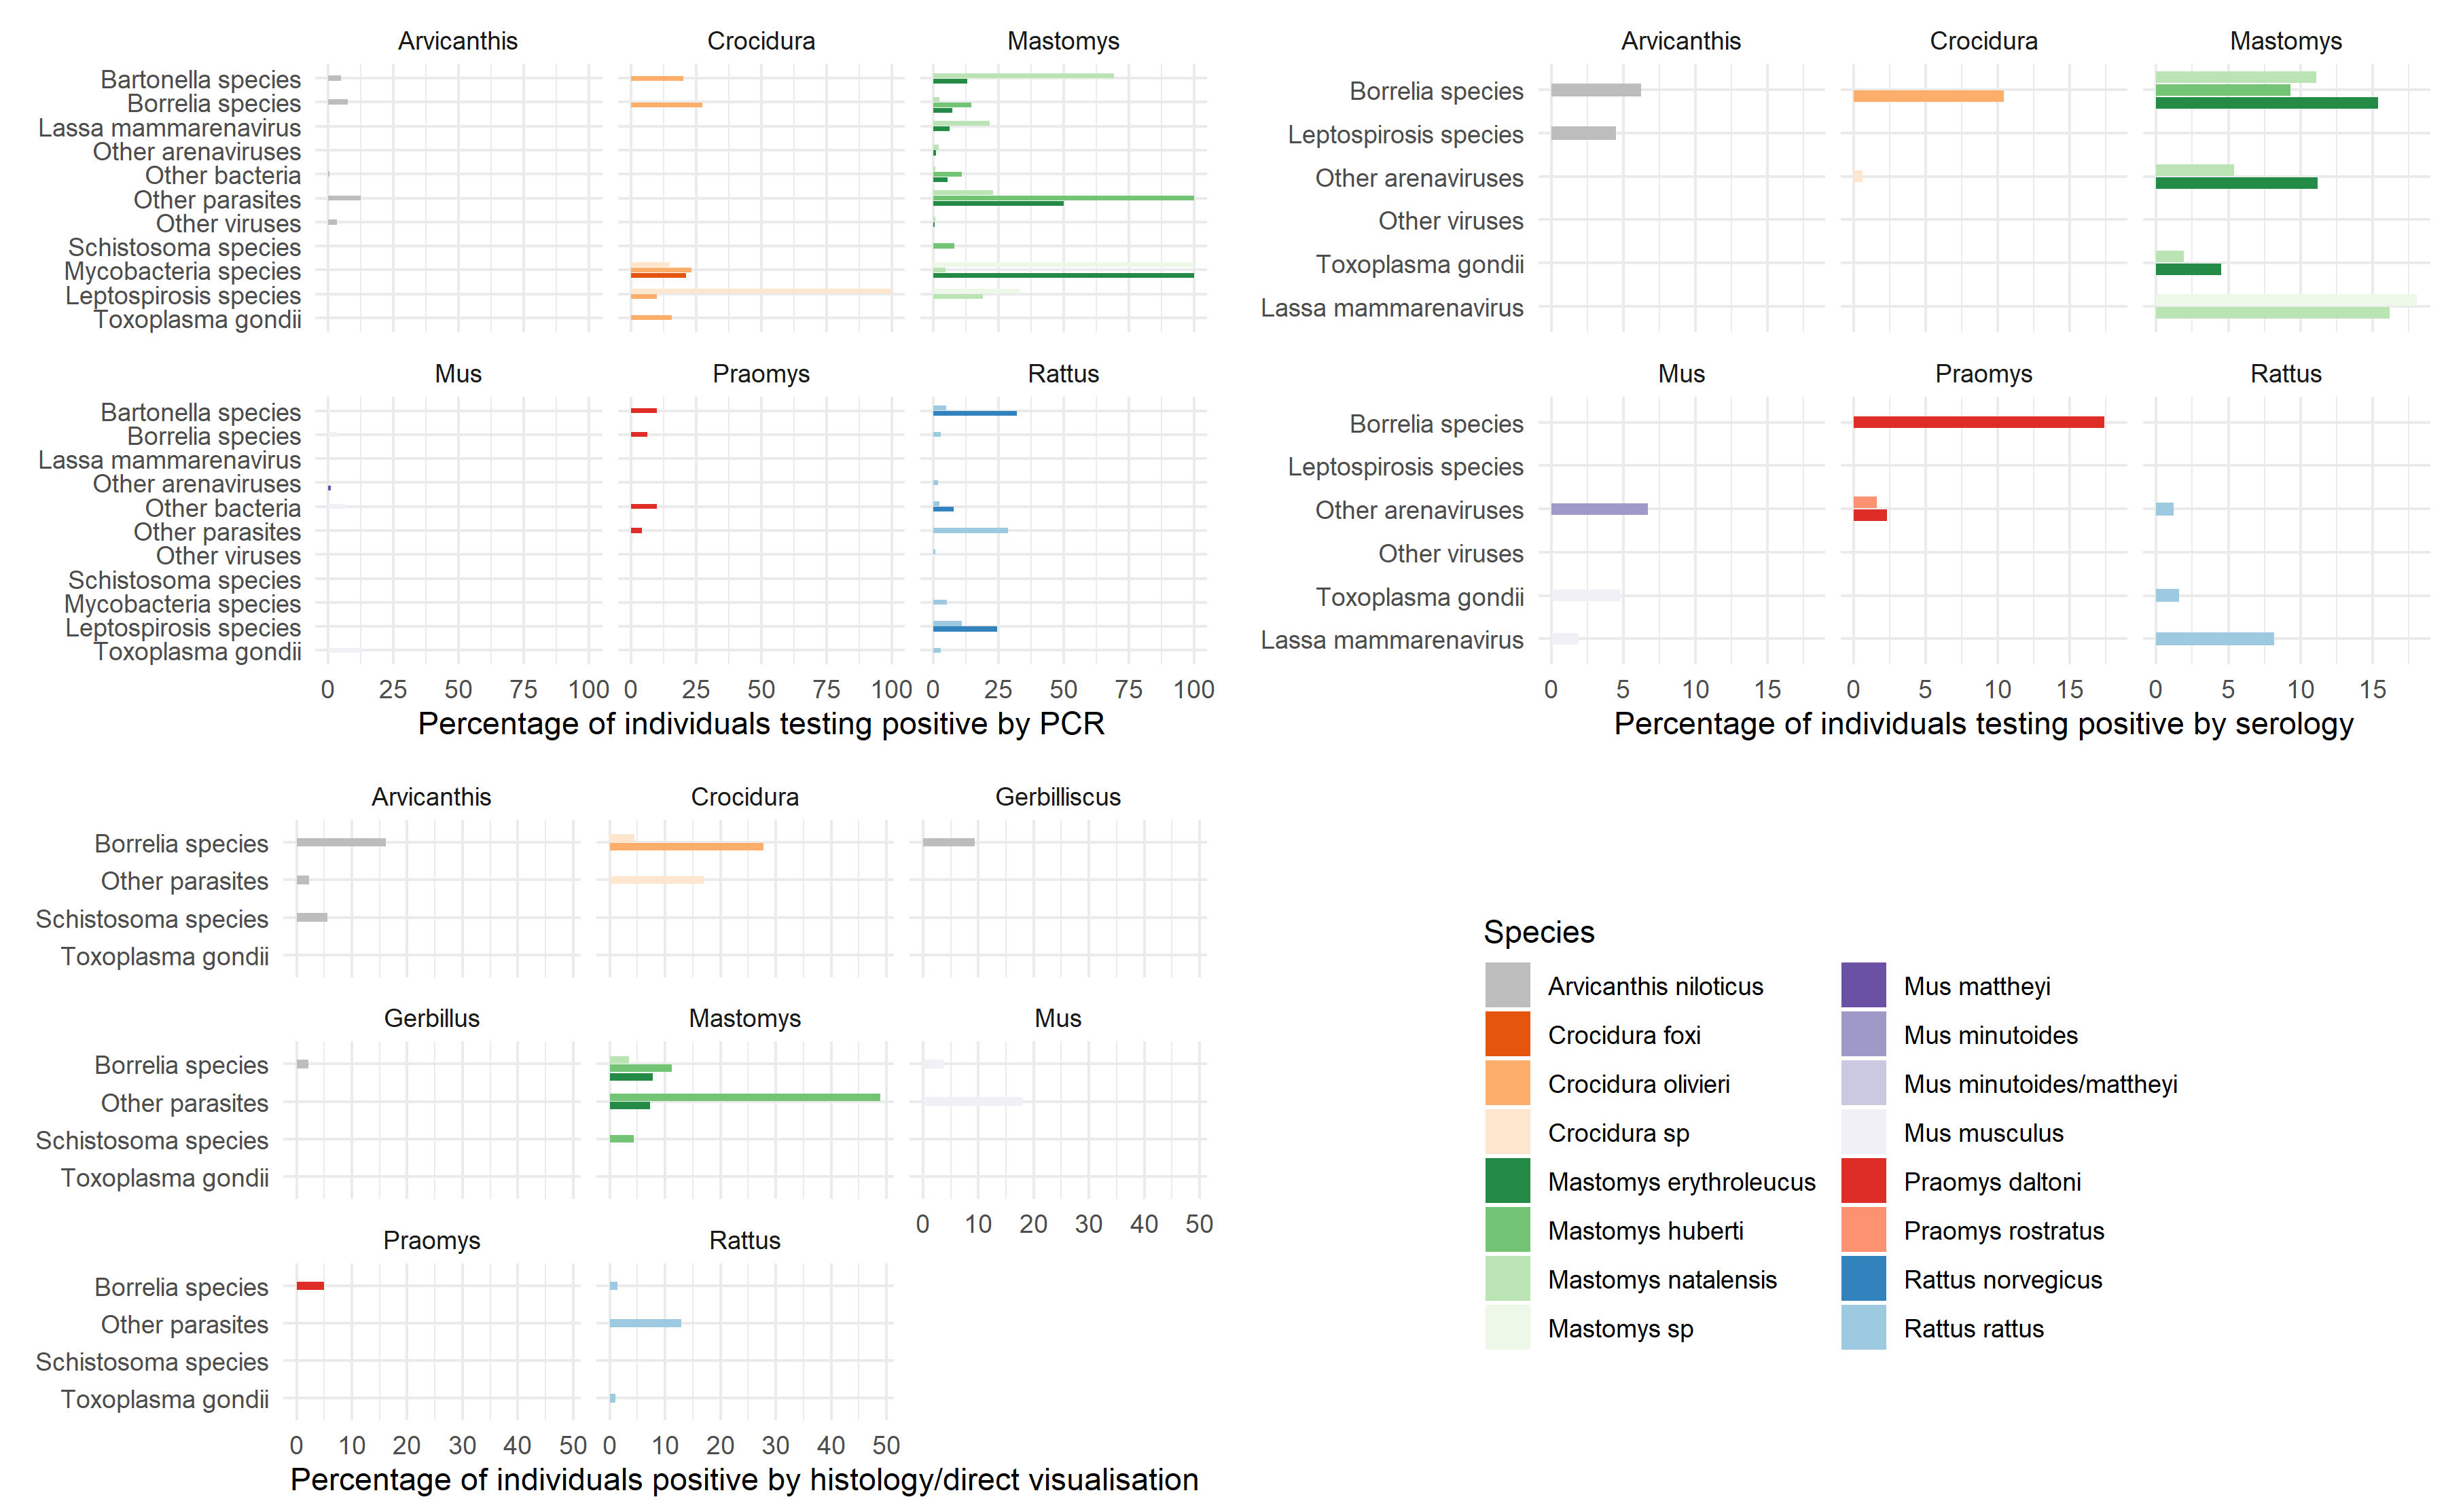 Arvicanthis Crocidura Mastomys
Bartonella species
Borrelia species
Lassa mammarenavirus
Other arenaviruses
Other bacteria
Other parasites
Other viruses
Schistosoma species
Mycobacteria species
Leptospirosis species
Toxoplasma gondii
Mus Praomys Rattus
Bartonella species
Borrelia species
Lassa mammarenavirus
Other arenaviruses
Other bacteria
Other parasites
Other viruses
Schistosoma species
Mycobacteria species
Leptospirosis species
Toxoplasma gondii
0 25 50 75 100 0 25 50 75 100 0 25 50 75 100
Percentage of individuals testing positive by PCR
Arvicanthis Crocidura Mastomys
Borrelia species
Leptospirosis species
Other arenaviruses
Other viruses
Toxoplasma gondii
Lassa mammarenavirus
Mus Praomys Rattus
Borrelia species
Leptospirosis species
Other arenaviruses
Other viruses
Toxoplasma gondii
Lassa mammarenavirus
0 5 10 15 0 5 10 15 0 5 10 15
Percentage of individuals testing positive by serology
Arvicanthis Crocidura Gerbilliscus
Borrelia species
Other parasites
Schistosoma species
Toxoplasma gondii
Gerbillus Mastomys Mus
Borrelia species
Other parasites
Schistosoma species
Toxoplasma gondii
0 10 20 30 40 50
Praomys Rattus
Borrelia species
Other parasites
Schistosoma species
Toxoplasma gondii
0 10 20 30 40 50 0 10 20 30 40 50
Percentage of individuals positive by histology/direct visualisation
Species
Arvicanthis niloticus
Crocidura foxi
Crocidura olivieri
Crocidura sp
Mastomys erythroleucus
Mastomys huberti
Mastomys natalensis
Mastomys sp
Mus mattheyi
Mus minutoides
Mus minutoides/mattheyi
Mus musculus
Praomys daltoni
Praomys rostratus
Rattus norvegicus
Rattus rattus